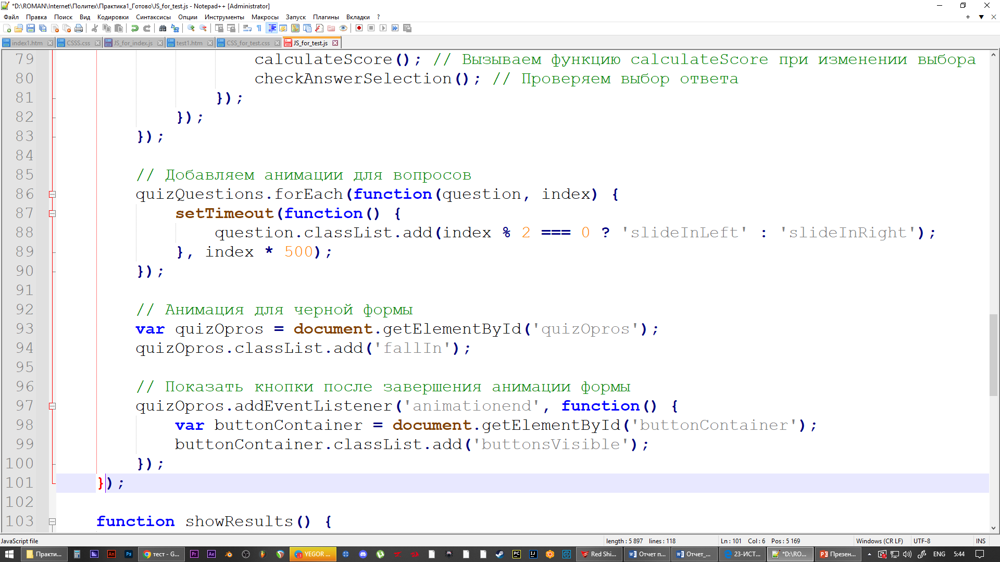 *D:\ROMAN\Internet\Политех\Практика1_Готово\JS_for_test.js - Notepad++ [Administrator]
Файл Правка Поиск Вид Кодировки Синтаксисы Опции Инструменты Макросы Запуск Плагины Вкладки ?
index1.htm CSSS.css JS_for_index.js test1.htm CSS_for_test.css JS_for_test.js
79 calculateScore(); // Вызываем функцию calculateScore при изменении выбора
80 checkAnswerSelection(); // Проверяем выбор ответа
81 });
82 });
83 });
84
85 // Добавляем анимации для вопросов
86 quizQuestions.forEach(function(question, index) {
87 setTimeout(function() {
88 question.classList.add(index % 2 === 0 ? 'slideInLeft' : 'slideInRight');
89 }, index * 500);
90 });
91
92 // Анимация для черной формы
93 var quizOpros = document.getElementById('quizOpros');
94 quizOpros.classList.add('fallIn');
95
96 // Показать кнопки после завершения анимации формы
97 quizOpros.addEventListener('animationend', function() {
98 var buttonContainer = document.getElementById('buttonContainer');
99 buttonContainer.classList.add('buttonsVisible');
100 });
101 });
102
103 function showResults() {
JavaScript file length : 5 897 lines : 118 Ln : 101 Col : 6 Pos : 5 169 Windows (CR LF) UTF-8 INS
Практи... тест - G... YEGOR ... Red Shi... Отчет п... Отчет_... 23-ИСТ... *D:\RO... Презен... ENG 5:44